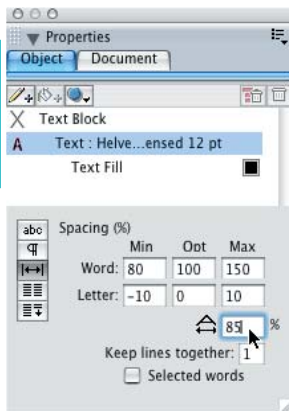 Properties
Object Document
Text Block
A Text : Helve...ensed 12 pt
Text Fill
abc Spacing (%)
Min Opt Max
Word: 80 100 150
Letter: -10 0 10
85 %
Keep lines together: 1
Selected words